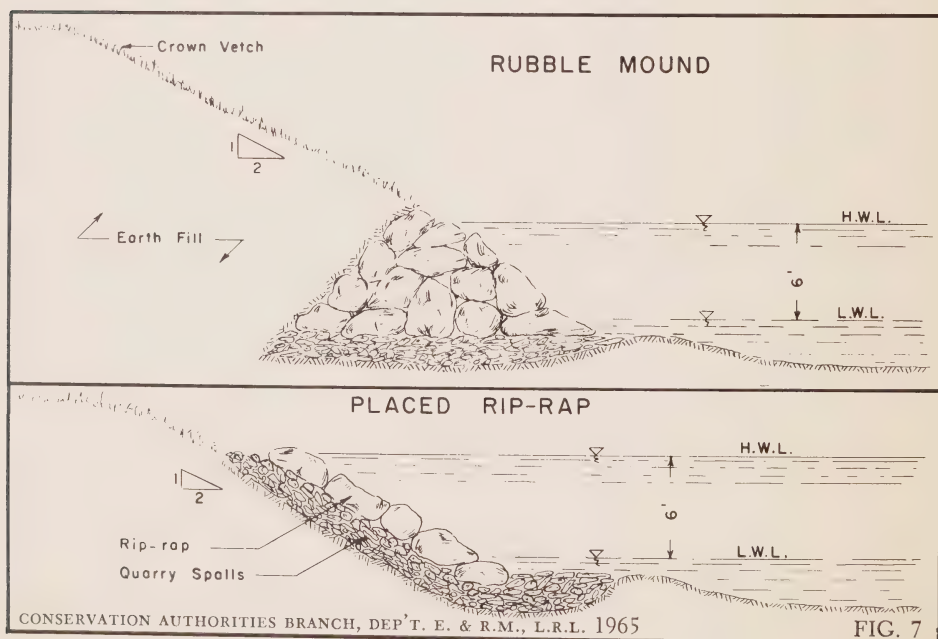 Crown Vetch
RUBBLE MOUND
1
2
H.W.L.
Earth Fill
6'
L.W.L.
PLACED RIP-RAP
H.W.L.
1
2
6'
Rip-rap
L.W.L.
Quarry Spalls
CONSERVATION AUTHORITIES BRANCH, DEP'T. E. & R.M., L.R.L. 1965
FIG. 7